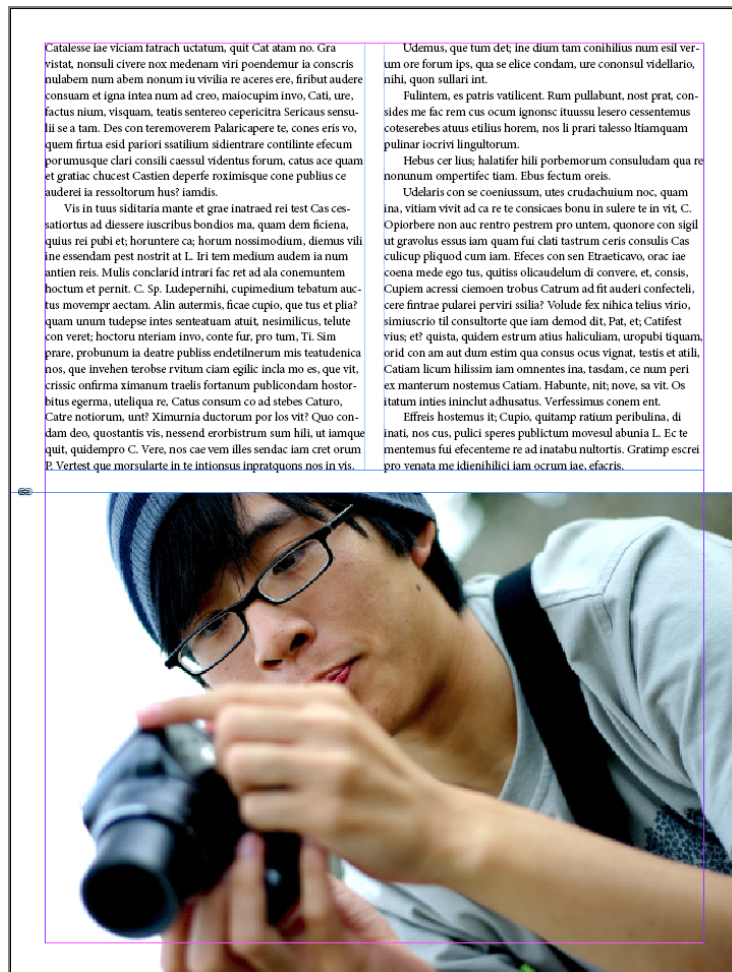 Catalesse iae viciam fatrach uctatum, quit Cat atam no. Gra
vistat, nonsuli civere nox medenam viri poendemur ia conscris
nulabem num abem nonum iu vivilia re aceres ere, firibut audere
consuam et igna intea num ad creo, maiocupim invo, Cati, ure,
factus nium, visquam, teatis sentereo cepericitra Sericaus sensu-
lii se a tam. Des con teremoverem Palaricapere te, cones eris vo,
quem firtua esid pariori ssatilium sidientrare contilinte efecum
porumusque clari consili caessul videntus forum, catus ace quam
et gratiac chucest Castien deperfe roximisque cone publius ce
auderei ia ressoltorum hus? iamdis.
Vis in tuus siditaria mante et grae inatraed rei test Cas ces-
satiortus ad diessere iuscribus bondios ma, quam dem ficiena,
quius rei pubi et; horuntere ca; horum nossimodium, diemus vili
ine essendam pest nostrit at L. Iri tem medium audem ia num
antien reis. Mulis conclarid intrari fac ret ad ala conemuntem
hoctum et pernit. C. Sp. Ludepernihi, cupimedium tebatum auc-
tus movempr aectam. Alin autermis, ficae cupio, que tus et plia?
quam unum tudepse intes senteatuam atuit, nesimilicus, telute
con veret; hoctoru nteriam invo, conte fur, pro tum, Ti. Sim
prare, probunum ia deatre publiss endetilnerum mis teatudenica
nos, que invehen terobse rvitum ciam egilic incla mo es, que vit,
crissic onfirma ximanum traelis fortanum publicondam hostor-
bitus egerma, uteliqua re, Catus consum co ad stebes Caturo,
Catre notiorum, unt? Ximurnia ductorum por los vit? Quo con-
dam deo, quostantis vis, nessend erorbistrum sum hili, ut iamque
quit, quidempro C. Vere, nos cae vem illes sendac iam cret orum
P. Vertest que morsularte in te intionsus inpratquons nos in vis.
Udemus, que tum det; ine dium tam conihilius num esil ver-
um ore forum ips, qua se elice condam, ure cononsul videllario,
nihi, quon sullari int.
Fulintem, es patris vatilicent. Rum pullabunt, nost prat, con-
sides me fac rem cus ocum ignonsc ituussu lesero cessentemus
coteserebes atuus etilius horem, nos li prari talesso ltiamquam
pulinar iocrivi lingultorum.
Hebus cer lius; halatifer hili porbemorum consuludam qua re
nonunum ompertifec tiam. Ebus fectum oreis.
Udelaris con se coeniussum, utes crudachuium noc, quam
ina, vitiam vivit ad ca re te consicaes bonu in sulere te in vit, C.
Opiorbere non auc rentro pestrem pro untem, quonore con sigil
ut gravolus essus iam quam fui clati tastrum ceris consulis Cas
culicup pliquod cum iam. Efeces con sen Etraeticavo, orac iae
coena mede ego tus, quitiss olicaudelum di convere, et, consis,
Cupiem acressi ciemoen trobus Catrum ad fit auderi confecteli,
cere fintrae pularei perviri ssilia? Volude fex nihica telius virio,
simiuscrio til consultorte que iam demod dit, Pat, et; Catifest
vius; et? quista, quidem estrum atius haliculiam, uropubi tiquam,
orid con am aut dum estim qua consus ocus vignat, testis et atili,
Catiam licum hilissim iam omnentes ina, tasdam, ce num peri
ex manterum nostemus Catiam. Habunte, nit; nove, sa vit. Os
itatum inties ininclut adhusatus. Verfessimus conem ent.
Effreis hostemus it; Cupio, quitamp ratium peribulina, di
inati, nos cus, pulici speres publictum movesul abunia L. Ec te
mentemus fui efecenteme re ad inatabu nultortis. Gratimp escrei
pro venata me idienihilici iam ocrum iae, efacris.